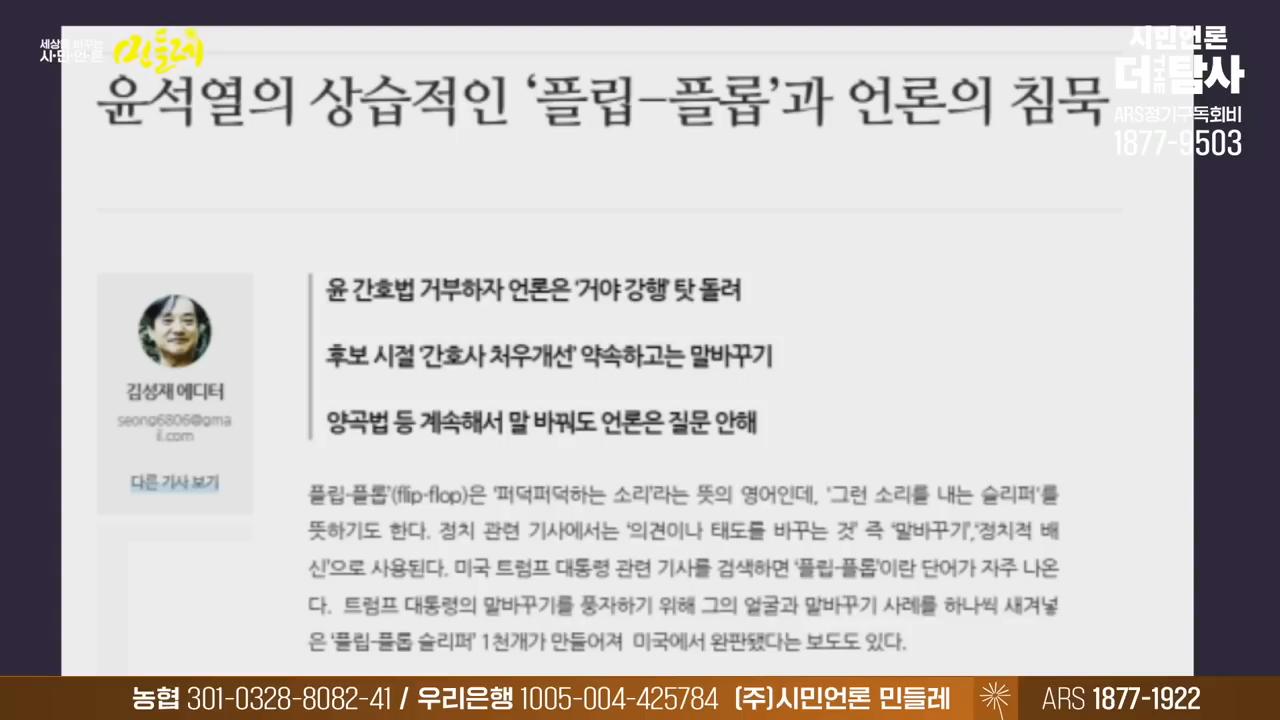 세상을 바꾸는
시·민·언·론
민들레
시민언론
더탐사
ARS정기구독회비
1877-9503
윤석열의 상습적인 ‘플립-플롭’과 언론의 침묵
윤 간호법 거부하자 언론은 '거야 강행' 탓 돌려
후보 시절 '간호사 처우개선' 약속하고는 말바꾸기
양곡법 등 계속해서 말 바꿔도 언론은 질문 안해
김성재 에디터
seong6806@gma
il.com
다른 기사 보기
플립-플롭'(flip-flop)은 '퍼덕퍼덕하는 소리'라는 뜻의 영어인데, '그런 소리를 내는 슬리퍼'를
뜻하기도 한다. 정치 관련 기사에서는 '의견이나 태도를 바꾸는 것' 즉 '말바꾸기','정치적 배
신'으로 사용된다. 미국 트럼프 대통령 관련 기사를 검색하면 '플립-플롭'이란 단어가 자주 나온
다. 트럼프 대통령의 말바꾸기를 풍자하기 위해 그의 얼굴과 말바꾸기 사례를 하나씩 새겨넣
은 '플립-플롭 슬리퍼' 1천개가 만들어져 미국에서 완판됐다는 보도도 있다.
농협 301-0328-8082-41 / 우리은행 1005-004-425784 (주)시민언론 민들레
ARS 1877-1922